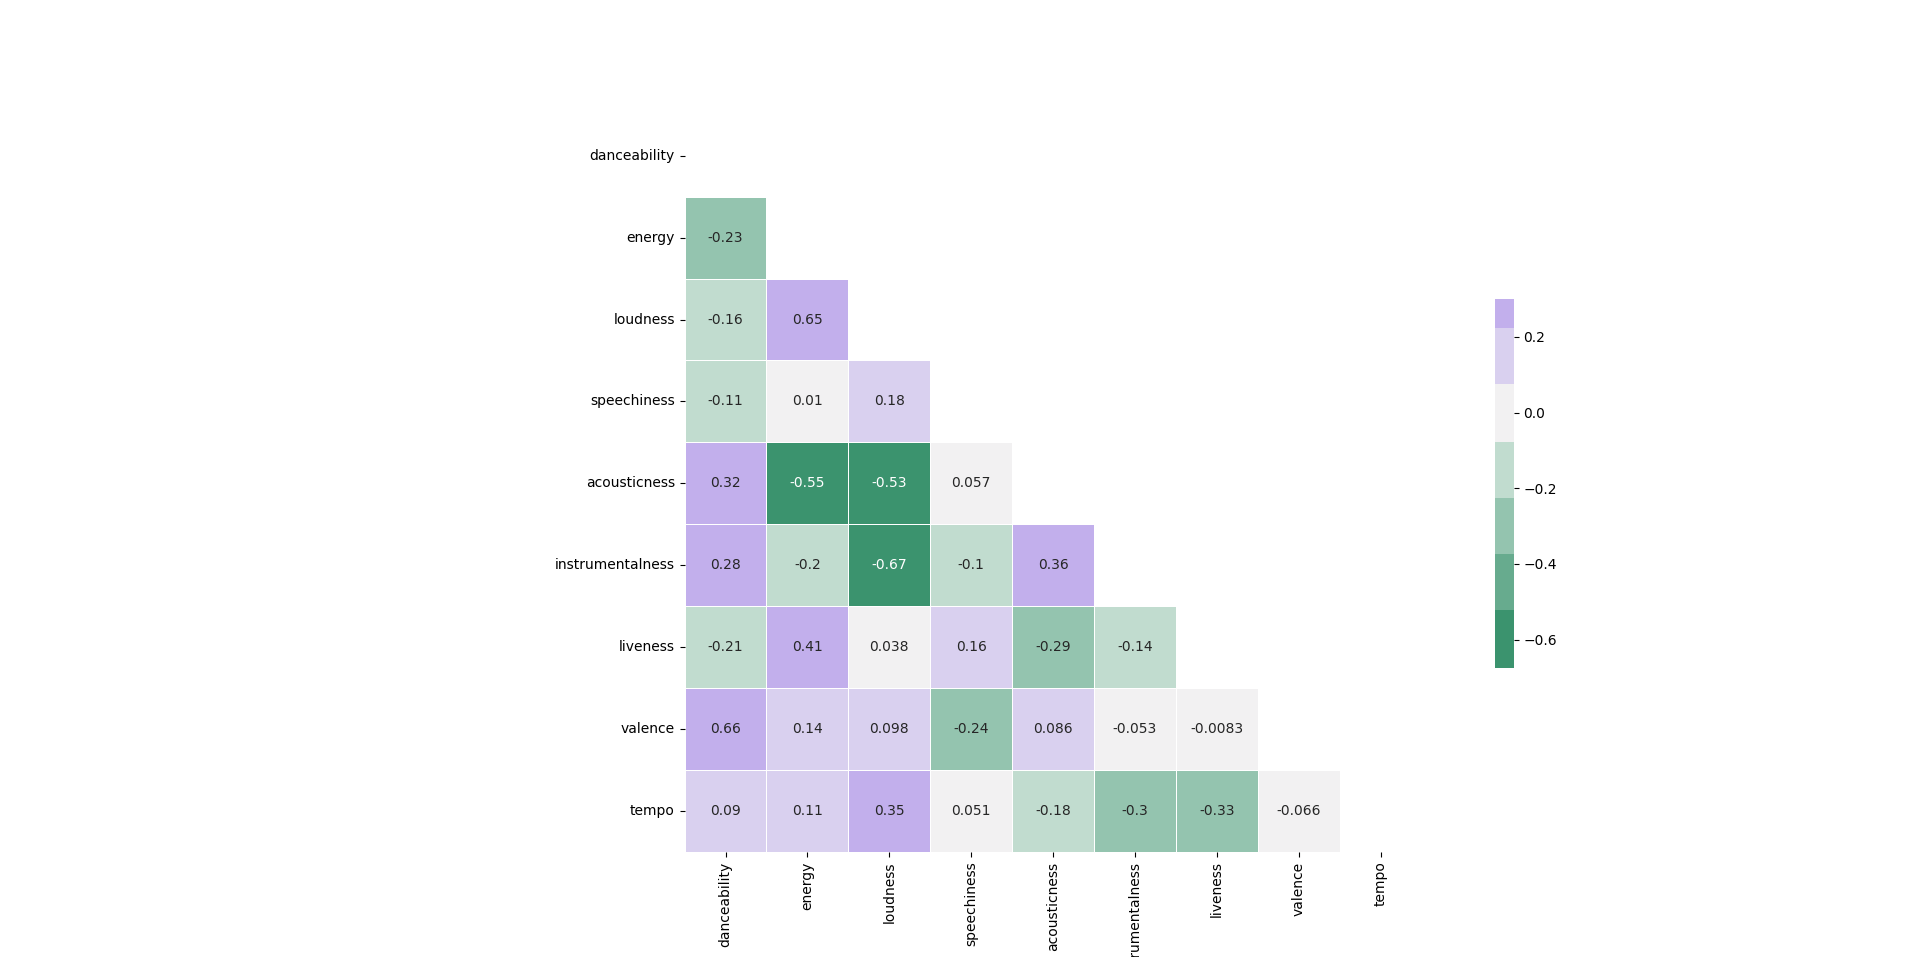 danceability
energy -0.23
loudness -0.16 0.65
0.2
speechiness -0.11 0.01 0.18
0.0
acousticness 0.32 -0.55 -0.53 0.057
−0.2
instrumentalness 0.28 -0.2 -0.67 -0.1 0.36
−0.4
liveness -0.21 0.41 0.038 0.16 -0.29 -0.14
−0.6
valence 0.66 0.14 0.098 -0.24 0.086 -0.053 -0.0083
tempo 0.09 0.11 0.35 0.051 -0.18 -0.3 -0.33 -0.066
danceability
energy
loudness
speechiness
acousticness
rumentalness
liveness
valence
tempo